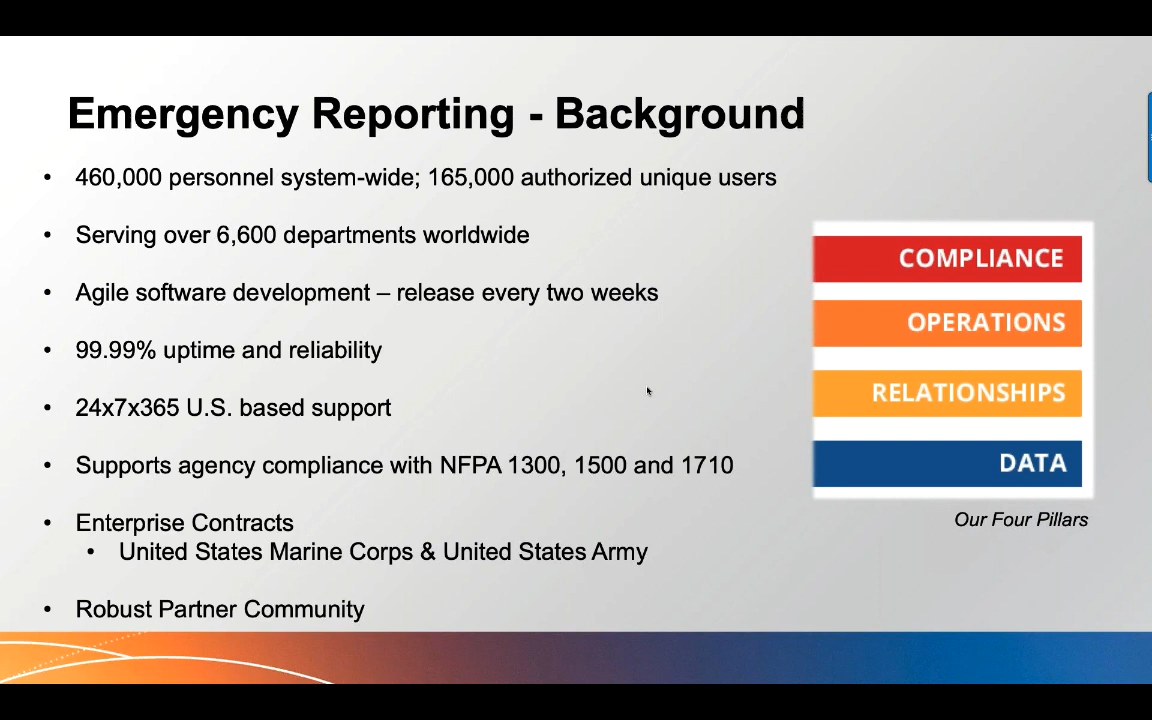 Emergency Reporting - Background
• 460,000 personnel system-wide; 165,000 authorized unique users
• Serving over 6,600 departments worldwide
• Agile software development – release every two weeks
• 99.99% uptime and reliability
• 24x7x365 U.S. based support
• Supports agency compliance with NFPA 1300, 1500 and 1710
• Enterprise Contracts
• United States Marine Corps & United States Army
• Robust Partner Community
COMPLIANCE
OPERATIONS
RELATIONSHIPS
DATA
Our Four Pillars